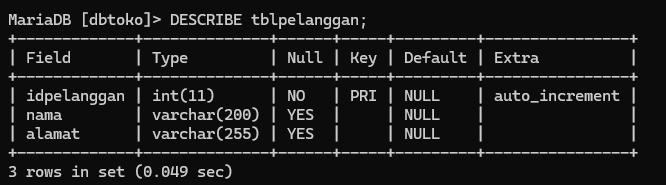 MariaDB [dbtoko]> DESCRIBE tblpelanggan;
+-------------+--------------+------+-----+---------+----------------+
| Field       | Type         | Null | Key | Default | Extra          |
+-------------+--------------+------+-----+---------+----------------+
| idpelanggan | int(11)      | NO   | PRI | NULL    | auto_increment |
| nama        | varchar(200) | YES  |     | NULL    |                |
| alamat      | varchar(255) | YES  |     | NULL    |                |
+-------------+--------------+------+-----+---------+----------------+
3 rows in set (0.049 sec)